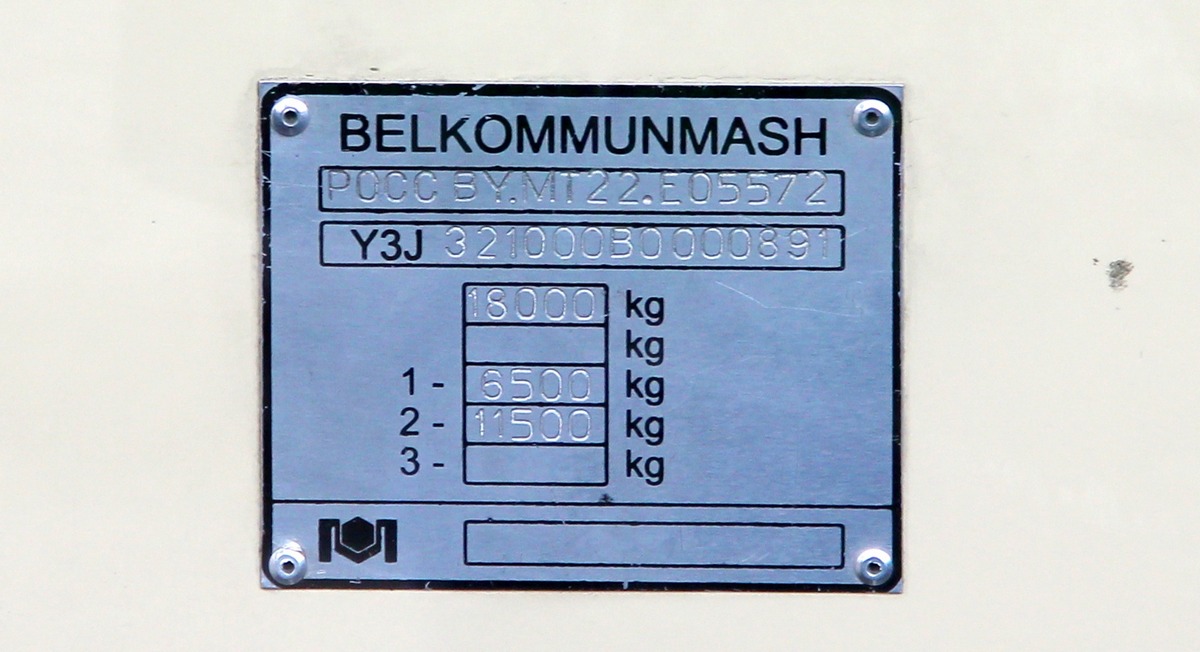 BELKOMMUNMASH
РОСС BY.МТ22.Е05572
Y3J 321000B0000891
18000 kg
kg
1 - 6500 kg
2 - 11500 kg
3 - kg